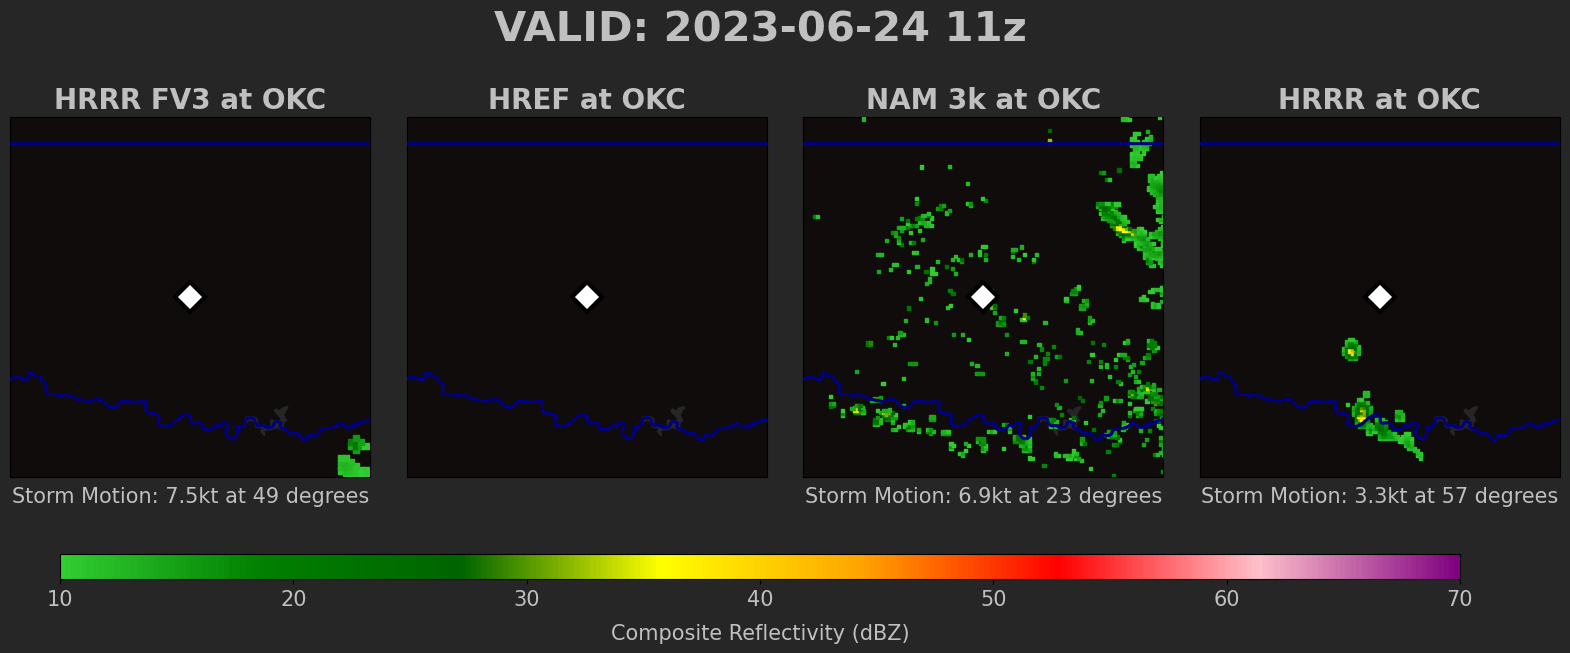 VALID: 2023-06-24 11z
HRRR FV3 at OKC
HREF at OKC
NAM 3k at OKC
HRRR at OKC
Storm Motion: 7.5kt at 49 degrees
Storm Motion: 6.9kt at 23 degrees
Storm Motion: 3.3kt at 57 degrees
10 20 30 40 50 60 70
Composite Reflectivity (dBZ)